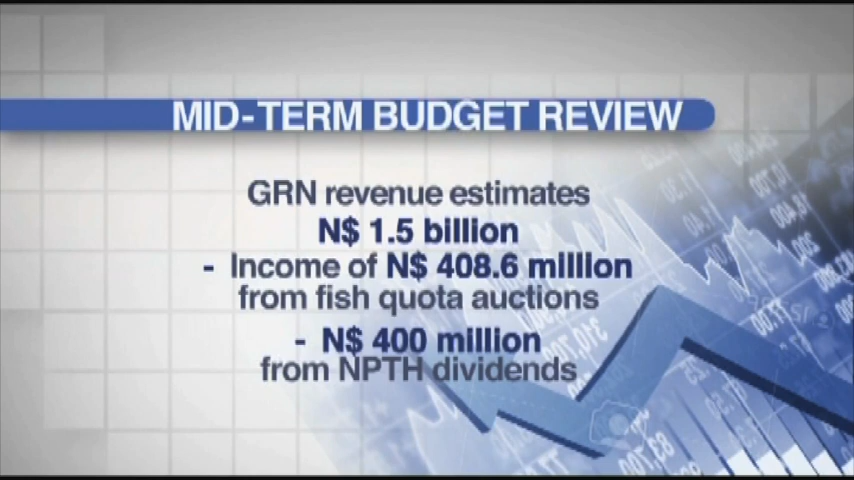 MID-TERM BUDGET REVIEW
GRN revenue estimates
N$ 1.5 billion
- Income of N$ 408.6 million
from fish quota auctions
- N$ 400 million
from NPTH dividends